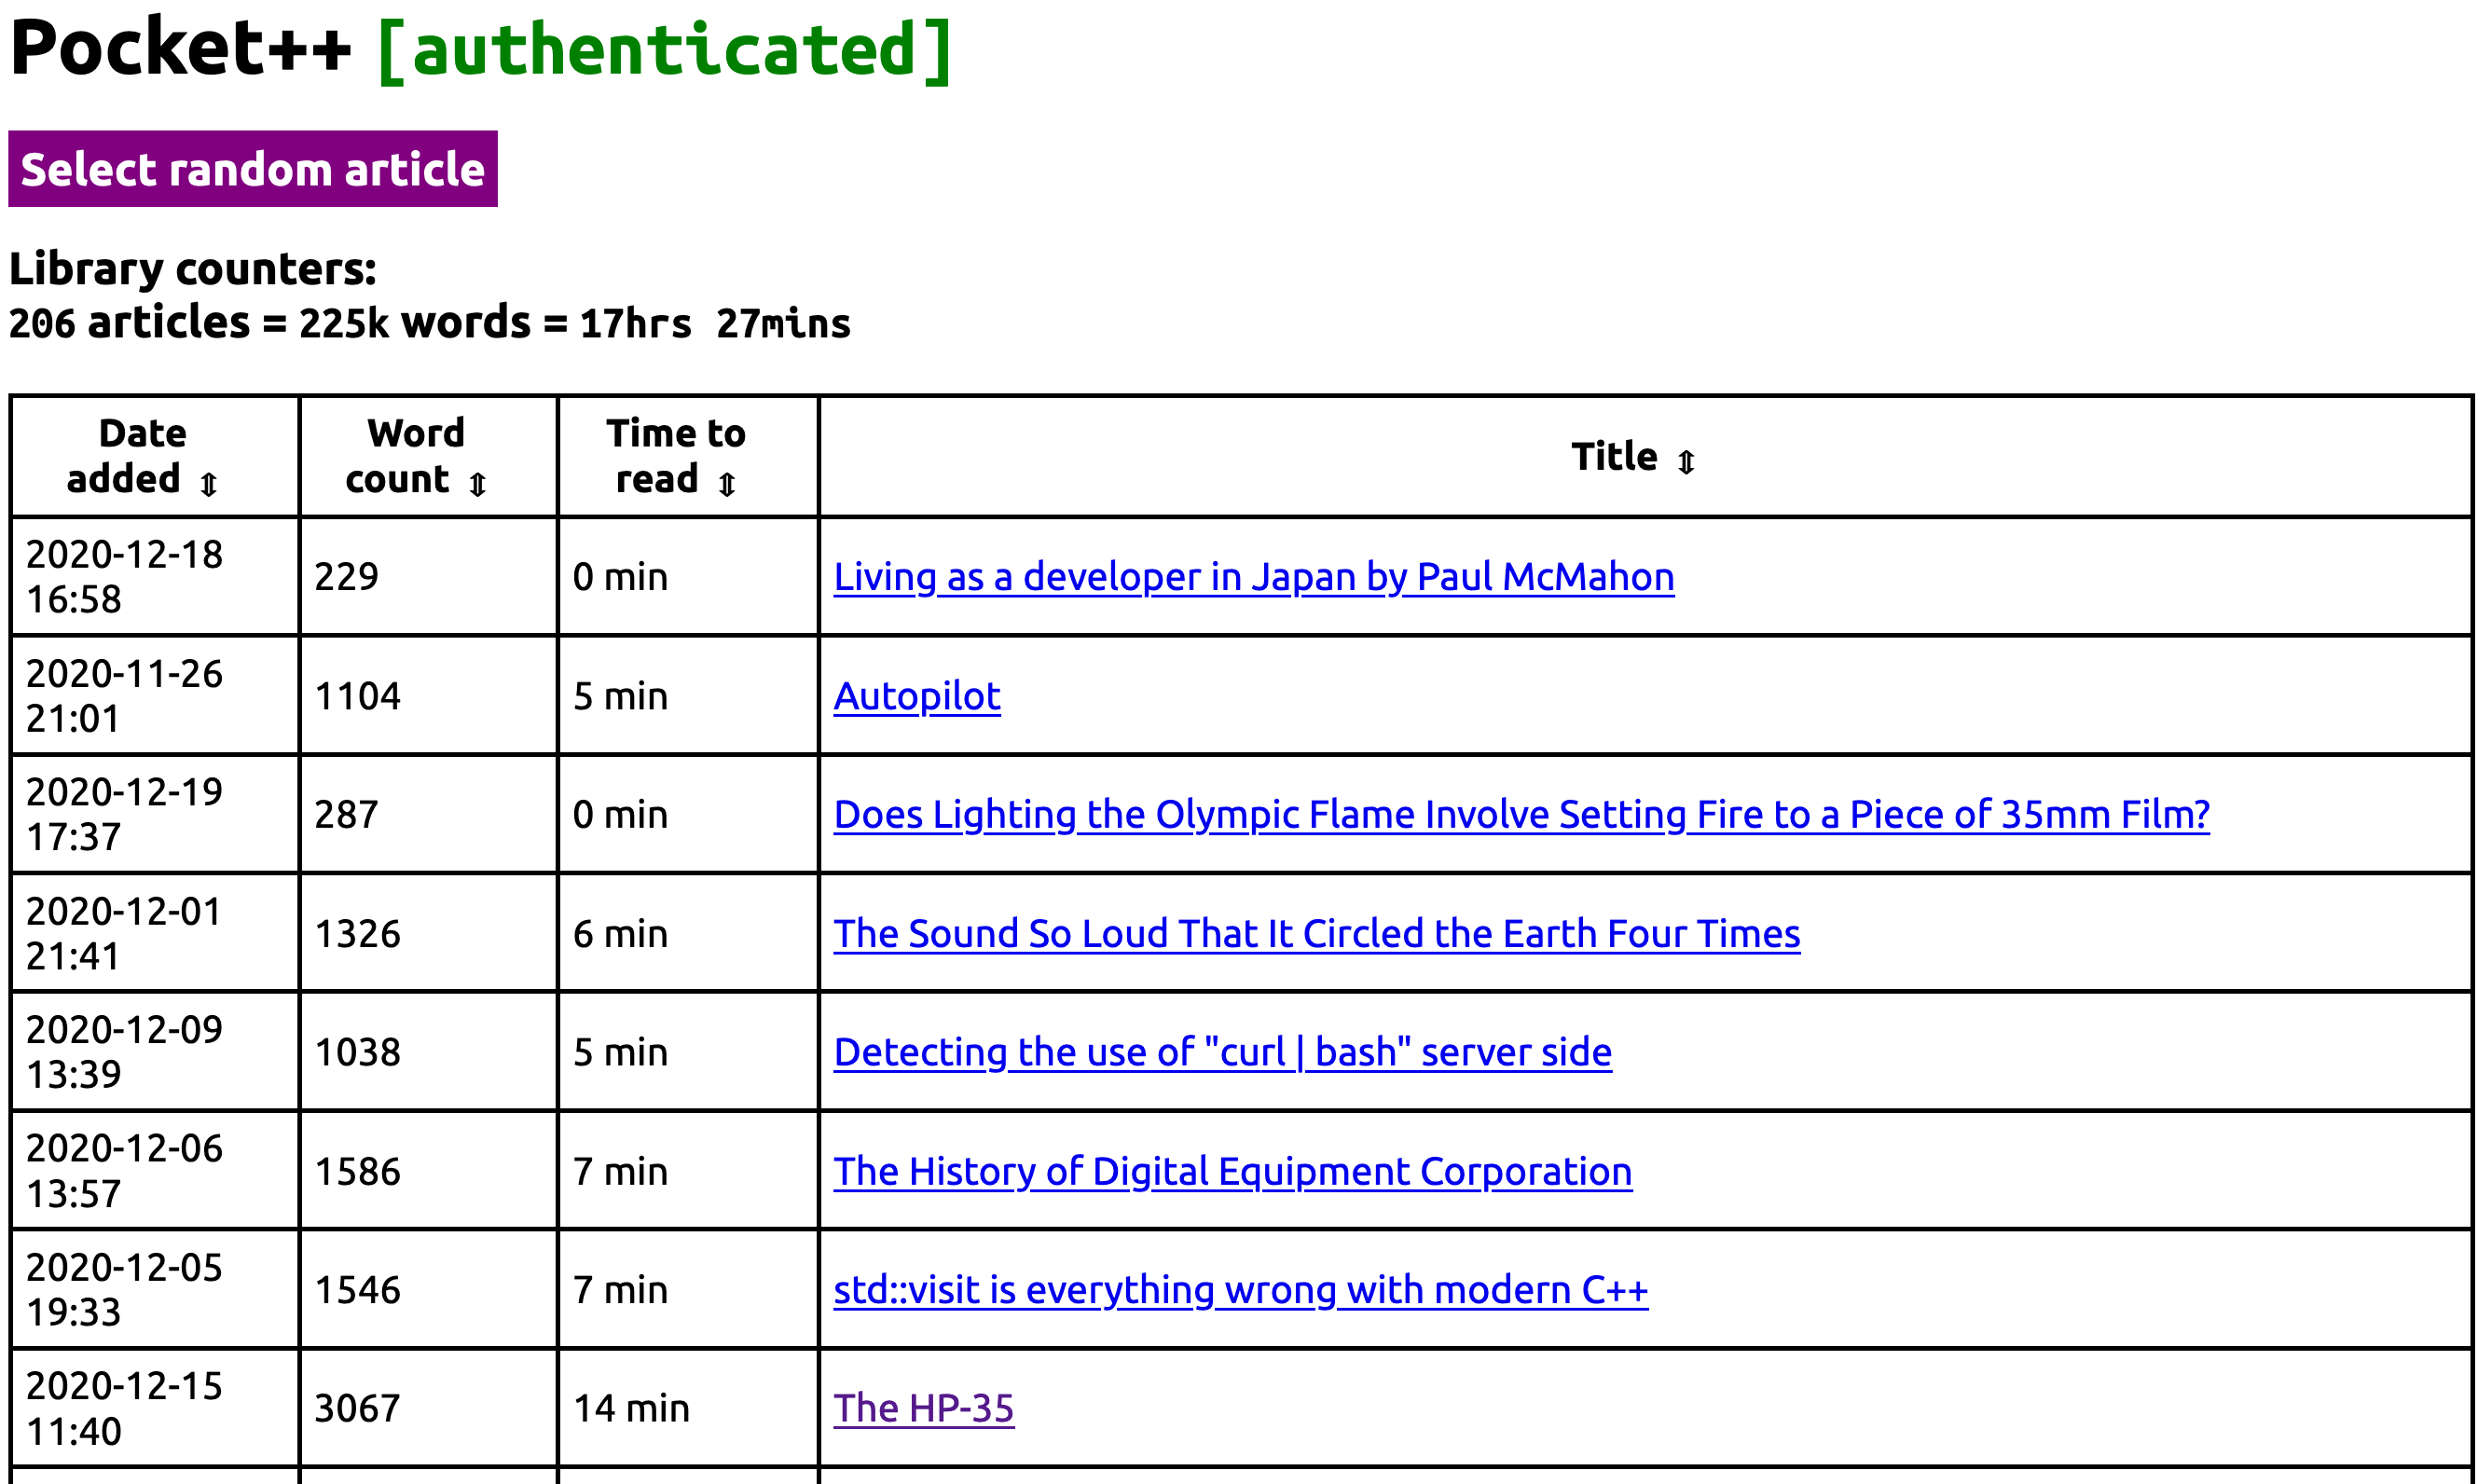 Pocket++ [authenticated]
Select random article
Library counters:
206 articles = 225k words = 17hrs 27mins
Date added ⇕ Word count ⇕ Time to read ⇕ Title ⇕
2020-12-18 16:58 229 0 min Living as a developer in Japan by Paul McMahon
2020-11-26 21:01 1104 5 min Autopilot
2020-12-19 17:37 287 0 min Does Lighting the Olympic Flame Involve Setting Fire to a Piece of 35mm Film?
2020-12-01 21:41 1326 6 min The Sound So Loud That It Circled the Earth Four Times
2020-12-09 13:39 1038 5 min Detecting the use of "curl | bash" server side
2020-12-06 13:57 1586 7 min The History of Digital Equipment Corporation
2020-12-05 19:33 1546 7 min std::visit is everything wrong with modern C++
2020-12-15 11:40 3067 14 min The HP-35